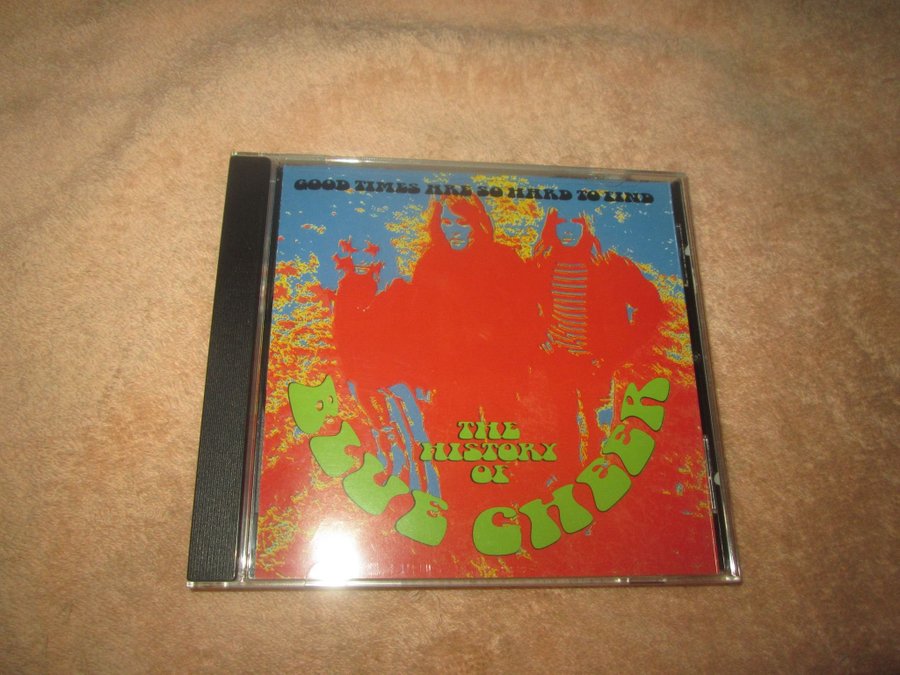 GOOD TIMES ARE SO HARD TO FIND
THE
HISTORY
OF
BLUE CHEER